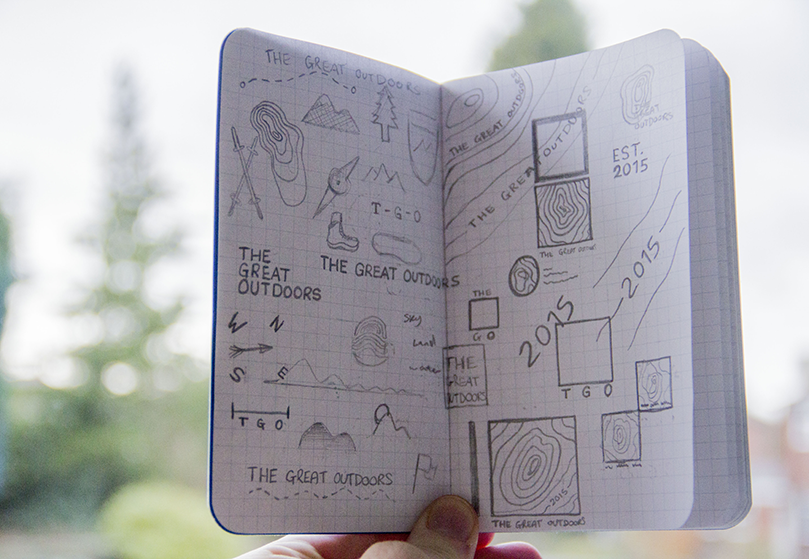 THE GREAT OUTDOORS
T-G-O
THE
GREAT
OUTDOORS
THE GREAT OUTDOORS
W N
S E
sky
land
water
T G O
THE GREAT OUTDOORS
THE GREAT OUTDOORS
THE GREAT OUTDOORS
GREAT
OUTDOORS
EST.
2015
THE GREAT OUTDOORS
THE
G O
2015
2015
THE
GREAT
OUTDOORS
T G O
2015
THE GREAT OUTDOORS